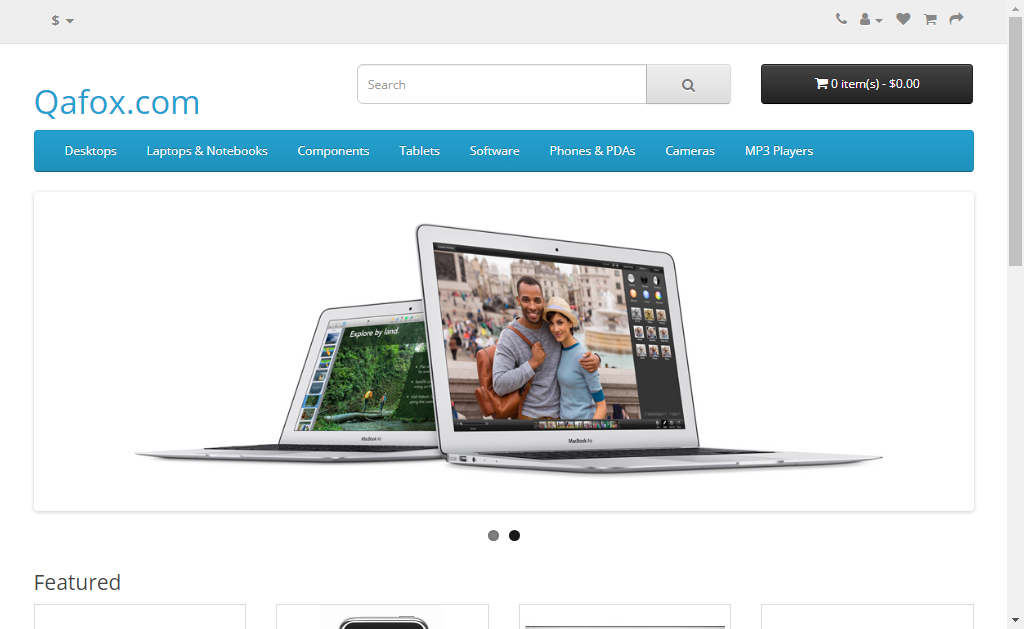 $
Qafox.com
Search
0 item(s) - $0.00
Desktops
Laptops & Notebooks
Components
Tablets
Software
Phones & PDAs
Cameras
MP3 Players
Explore by land.
MacBook Air
MacBook Air
Featured